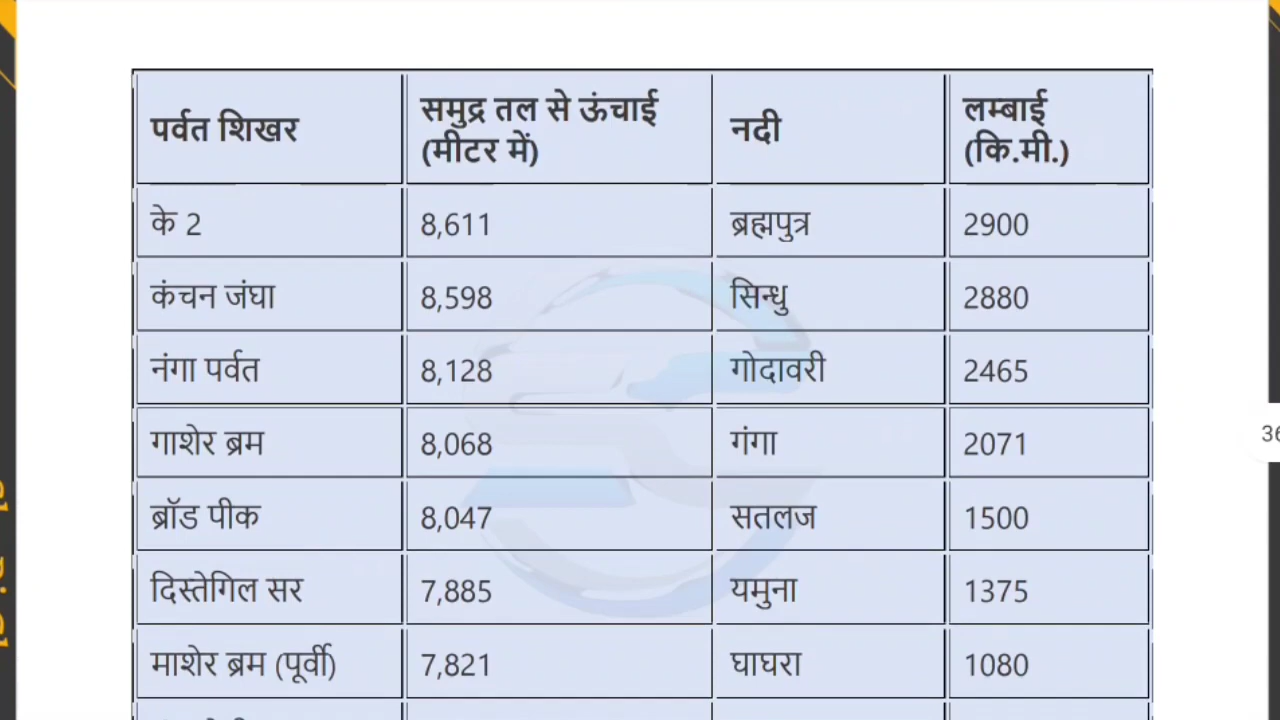 पर्वत शिखर	समुद्र तल से ऊंचाई (मीटर में)	नदी	लम्बाई (कि.मी.)
के 2	8,611	ब्रह्मपुत्र	2900
कंचन जंघा	8,598	सिन्धु	2880
नंगा पर्वत	8,128	गोदावरी	2465
गाशेर ब्रम	8,068	गंगा	2071
36
ब्रॉड पीक	8,047	सतलज	1500
दिस्तेगिल सर	7,885	यमुना	1375
माशेर ब्रम (पूर्वी)	7,821	घाघरा	1080